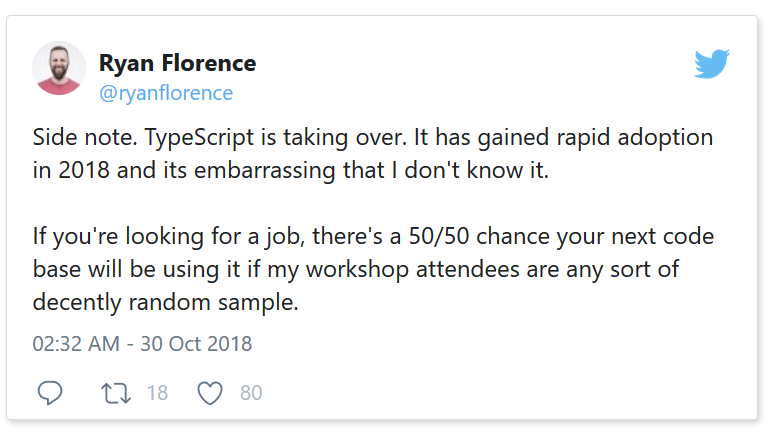 Ryan Florence
@ryanflorence
Side note. TypeScript is taking over. It has gained rapid adoption
in 2018 and its embarrassing that I don't know it.
If you're looking for a job, there's a 50/50 chance your next code
base will be using it if my workshop attendees are any sort of
decently random sample.
02:32 AM - 30 Oct 2018
18 80